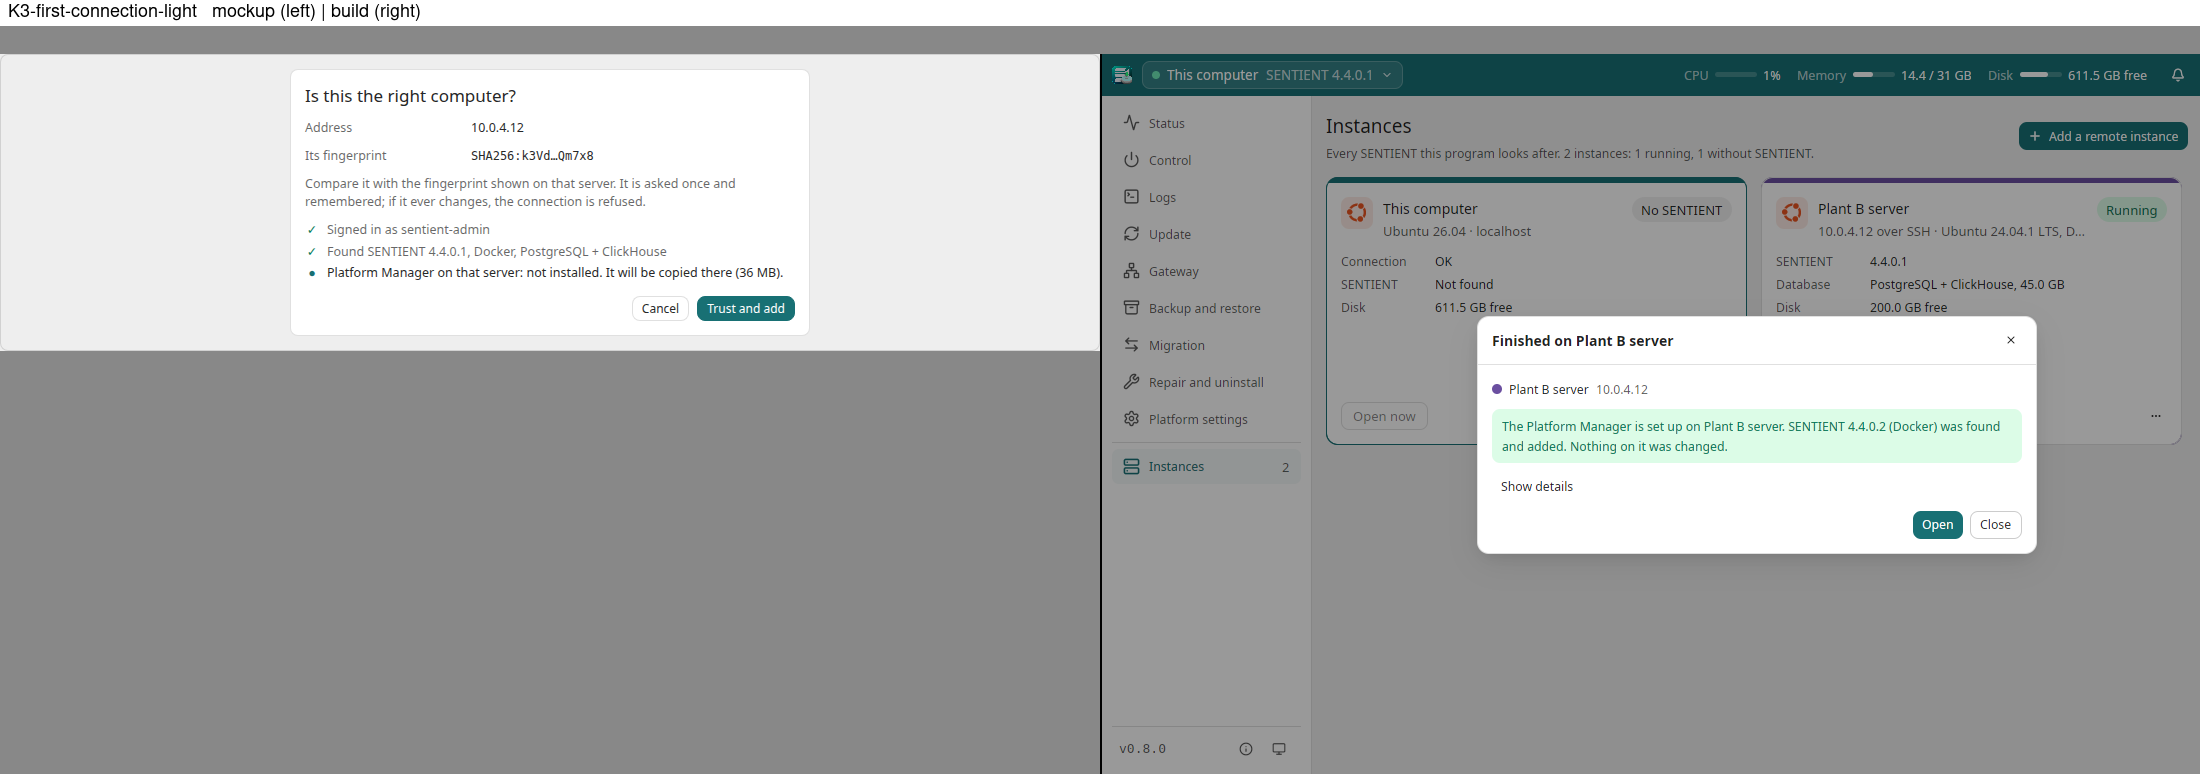 K3-first-connection-light mockup (left) | build (right)
Is this the right computer?
Address 10.0.4.12
Its fingerprint SHA256:k3Vd…Qm7x8
Compare it with the fingerprint shown on that server. It is asked once and
remembered; if it ever changes, the connection is refused.
✓ Signed in as sentient-admin
✓ Found SENTIENT 4.4.0.1, Docker, PostgreSQL + ClickHouse
● Platform Manager on that server: not installed. It will be copied there (36 MB).
Cancel Trust and add
This computer SENTIENT 4.4.0.1
CPU 1% Memory 14.4 / 31 GB Disk 611.5 GB free
Status
Control
Logs
Update
Gateway
Backup and restore
Migration
Repair and uninstall
Platform settings
Instances 2
v0.8.0
Instances
Every SENTIENT this program looks after. 2 instances: 1 running, 1 without SENTIENT.
+ Add a remote instance
This computer No SENTIENT
Ubuntu 26.04 · localhost
Connection OK
SENTIENT Not found
Disk 611.5 GB free
Open now
Plant B server Running
10.0.4.12 over SSH · Ubuntu 24.04.1 LTS, D...
SENTIENT 4.4.0.1
Database PostgreSQL + ClickHouse, 45.0 GB
Disk 200.0 GB free
...
Finished on Plant B server ×
Plant B server 10.0.4.12
The Platform Manager is set up on Plant B server. SENTIENT 4.4.0.2 (Docker) was found
and added. Nothing on it was changed.
Show details
Open Close